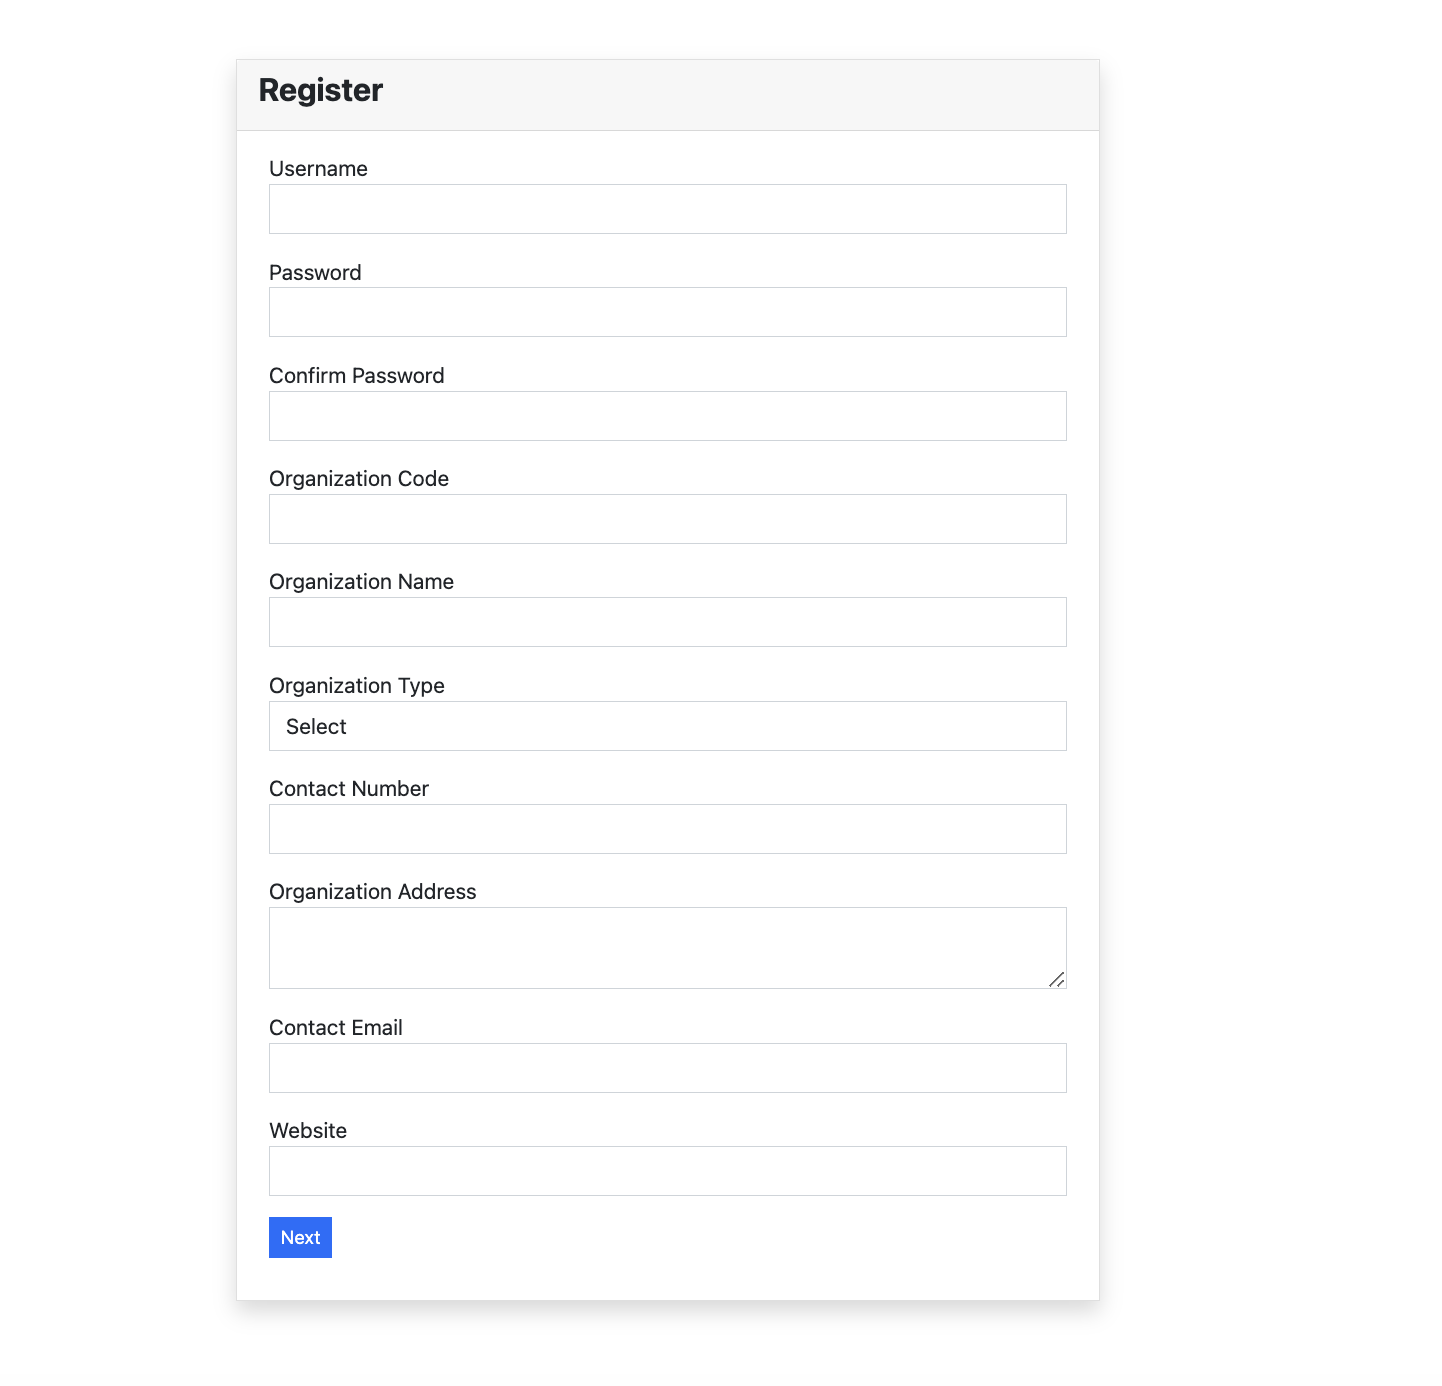 Register
Username
Password
Confirm Password
Organization Code
Organization Name
Organization Type
Select
Contact Number
Organization Address
Contact Email
Website
Next